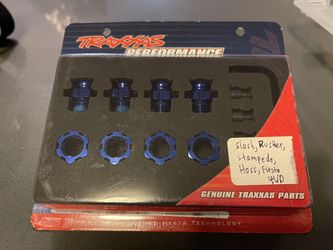 TRAXXAS
PERFORMANCE
slash, Rustler,
stampede,
Hoss, Fiesta
4WD
GENUINE TRAXXAS PARTS